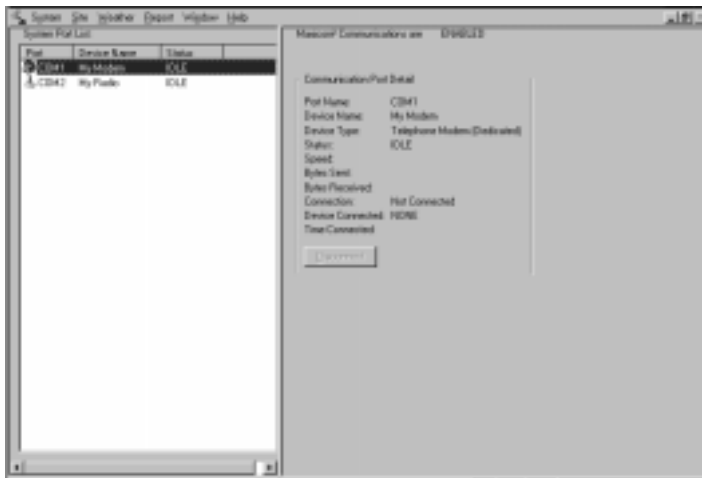 System Site Weather Export Window Help
System Port List
Port Device Name Status
COM1 My Modem IDLE
COM2 My Radio IDLE
Communications are ENABLED
Communication Port Detail
Port Name: COM1
Device Name: My Modem
Device Type: Telephone Modem (Dedicated)
Status: IDLE
Speed:
Bytes Sent:
Bytes Received:
Connection: Not Connected
Device Connected: NONE
Time Connected:
Disconnect